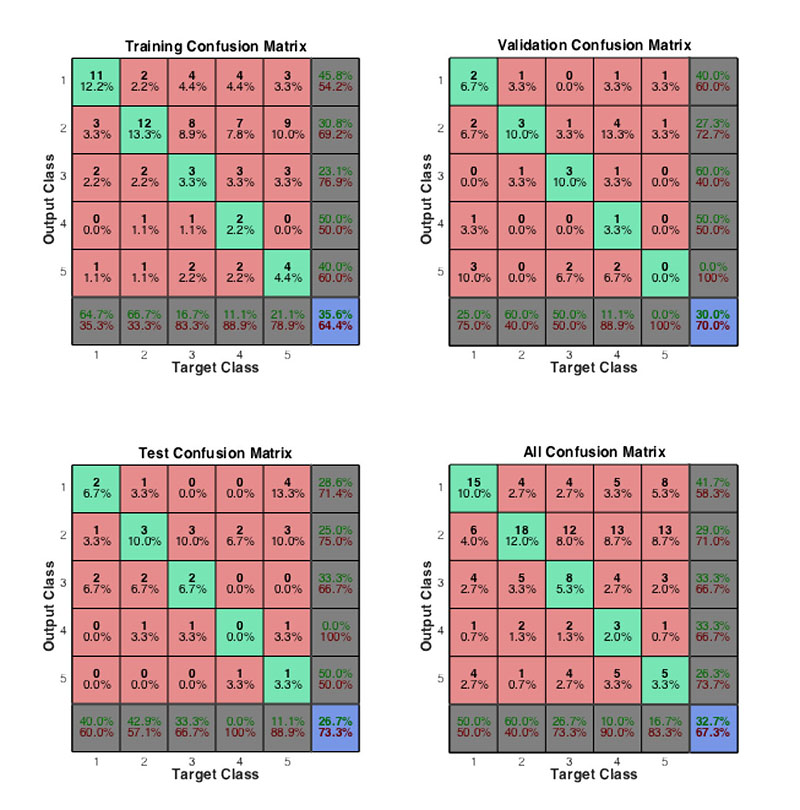 Training Confusion Matrix
Validation Confusion Matrix
1 11 2 4 4 3 45.8%
12.2% 2.2% 4.4% 4.4% 3.3% 54.2%
2 3 12 8 7 9 30.8%
3.3% 13.3% 8.9% 7.8% 10.0% 69.2%
3 2 2 3 3 3 23.1%
2.2% 2.2% 3.3% 3.3% 3.3% 76.9%
4 0 1 1 2 0 50.0%
0.0% 1.1% 1.1% 2.2% 0.0% 50.0%
5 1 1 2 2 4 40.0%
1.1% 1.1% 2.2% 2.2% 4.4% 60.0%
64.7% 66.7% 16.7% 11.1% 21.1% 35.6%
35.3% 33.3% 83.3% 88.9% 78.9% 64.4%
1 2 3 4 5
Target Class
Output Class
1 2 1 0 1 1 40.0%
6.7% 3.3% 0.0% 3.3% 3.3% 60.0%
2 2 3 1 4 1 27.3%
6.7% 10.0% 3.3% 13.3% 3.3% 72.7%
3 0 1 3 1 0 60.0%
0.0% 3.3% 10.0% 3.3% 0.0% 40.0%
4 1 0 0 1 0 50.0%
3.3% 0.0% 0.0% 3.3% 0.0% 50.0%
5 3 0 2 2 0 0.0%
10.0% 0.0% 6.7% 6.7% 0.0% 100%
25.0% 60.0% 50.0% 11.1% 0.0% 30.0%
75.0% 40.0% 50.0% 88.9% 100% 70.0%
1 2 3 4 5
Target Class
Output Class
Test Confusion Matrix
All Confusion Matrix
1 2 1 0 0 4 28.6%
6.7% 3.3% 0.0% 0.0% 13.3% 71.4%
2 1 3 3 2 3 25.0%
3.3% 10.0% 10.0% 6.7% 10.0% 75.0%
3 2 2 2 0 0 33.3%
6.7% 6.7% 6.7% 0.0% 0.0% 66.7%
4 0 1 1 0 1 0.0%
0.0% 3.3% 3.3% 0.0% 3.3% 100%
5 0 0 0 1 1 50.0%
0.0% 0.0% 0.0% 3.3% 3.3% 50.0%
40.0% 42.9% 33.3% 0.0% 11.1% 26.7%
60.0% 57.1% 66.7% 100% 88.9% 73.3%
1 2 3 4 5
Target Class
Output Class
1 15 4 4 5 8 41.7%
10.0% 2.7% 2.7% 3.3% 5.3% 58.3%
2 6 18 12 13 13 29.0%
4.0% 12.0% 8.0% 8.7% 8.7% 71.0%
3 4 5 8 4 3 33.3%
2.7% 3.3% 5.3% 2.7% 2.0% 66.7%
4 1 2 2 3 1 33.3%
0.7% 1.3% 1.3% 2.0% 0.7% 66.7%
5 4 1 4 5 5 26.3%
2.7% 0.7% 2.7% 3.3% 3.3% 73.7%
50.0% 60.0% 26.7% 10.0% 16.7% 32.7%
50.0% 40.0% 73.3% 90.0% 83.3% 67.3%
1 2 3 4 5
Target Class
Output Class